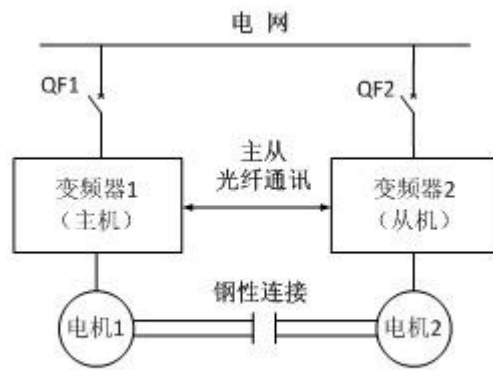 电 网
QF1
QF2
主从
光纤通讯
变频器1
（主机）
变频器2
（从机）
钢性连接
电机1
电机2